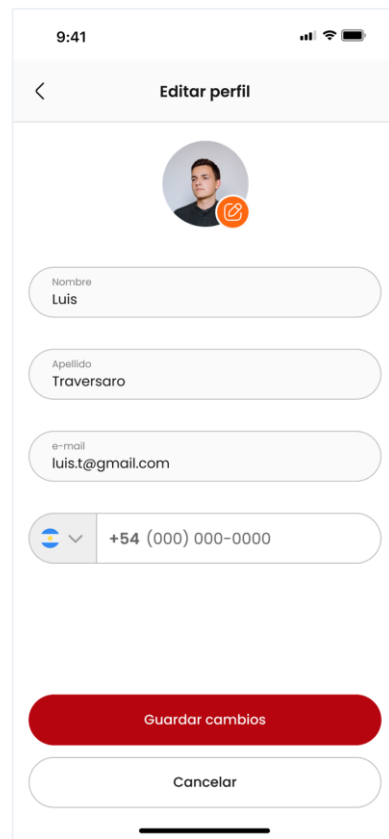 9:41
Editar perfil
Nombre
Luis
Apellido
Traversaro
e-mail
luis.t@gmail.com
+54 (000) 000-0000
Guardar cambios
Cancelar